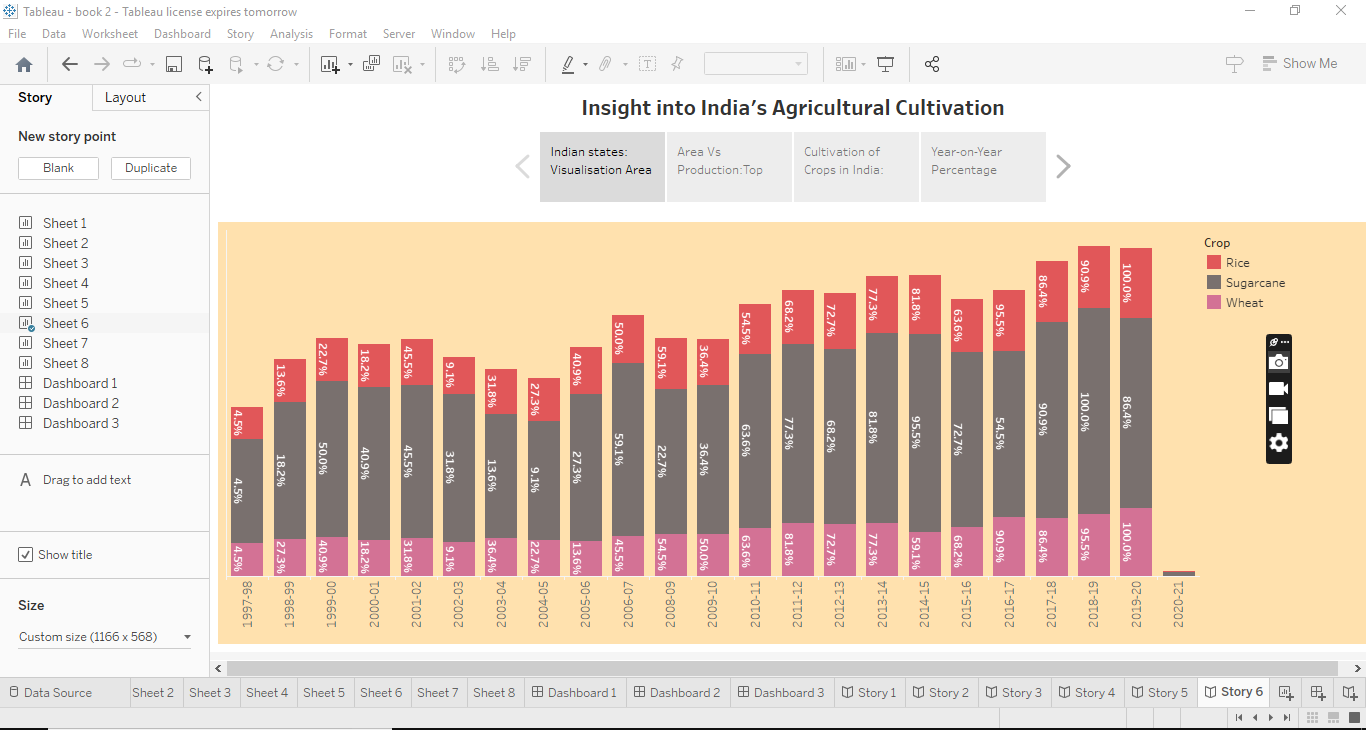 Tableau - book 2 - Tableau license expires tomorrow
File Data Worksheet Dashboard Story Analysis Format Server Window Help
Show Me
Story Layout
New story point
Blank Duplicate
Sheet 1
Sheet 2
Sheet 3
Sheet 4
Sheet 5
Sheet 6
Sheet 7
Sheet 8
Dashboard 1
Dashboard 2
Dashboard 3
A Drag to add text
Show title
Size
Custom size (1166 x 568)
Insight into India's Agricultural Cultivation
Indian states:
Visualisation Area
Area Vs
Production:Top
Cultivation of
Crops in India:
Year-on-Year
Percentage
4.5% 13.6% 22.7% 18.2% 45.5% 9.1% 31.8% 27.3% 40.9% 50.0% 59.1% 36.4% 54.5% 68.2% 72.7% 77.3% 81.8% 63.6% 95.5% 86.4% 90.9% 100.0%
4.5% 18.2% 50.0% 40.9% 45.5% 31.8% 13.6% 9.1% 27.3% 59.1% 22.7% 36.4% 63.6% 77.3% 68.2% 81.8% 95.5% 72.7% 54.5% 90.9% 100.0% 86.4%
4.5% 27.3% 40.9% 18.2% 31.8% 9.1% 36.4% 22.7% 13.6% 45.5% 54.5% 50.0% 63.6% 81.8% 72.7% 77.3% 59.1% 68.2% 90.9% 86.4% 95.5% 100.0%
1997-98 1998-99 1999-00 2000-01 2001-02 2002-03 2003-04 2004-05 2005-06 2006-07 2008-09 2009-10 2010-11 2011-12 2012-13 2013-14 2014-15 2015-16 2016-17 2017-18 2018-19 2019-20 2020-21
Crop
Rice
Sugarcane
Wheat
Data Source Sheet 2 Sheet 3 Sheet 4 Sheet 5 Sheet 6 Sheet 7 Sheet 8 Dashboard 1 Dashboard 2 Dashboard 3 Story 1 Story 2 Story 3 Story 4 Story 5 Story 6